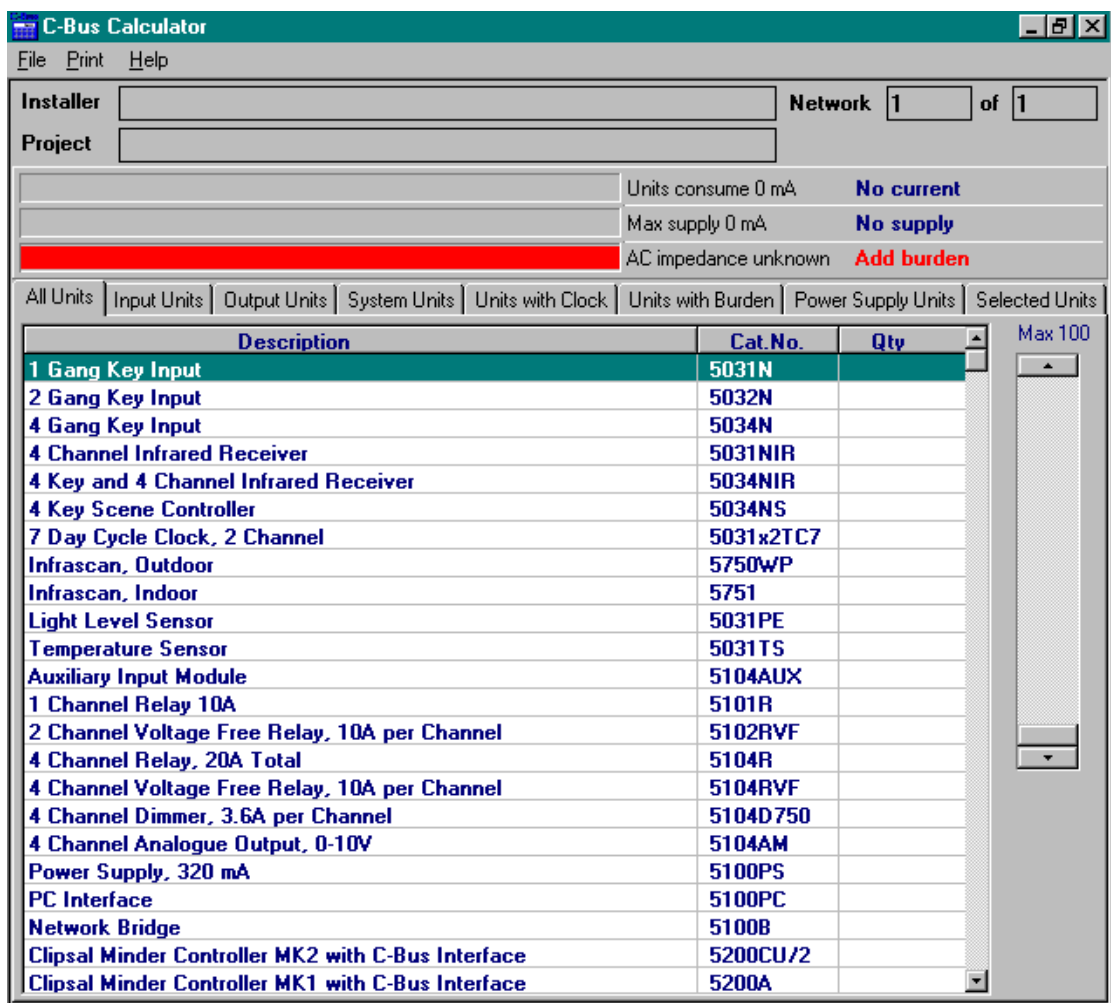 C-Bus Calculator
File Print Help
Installer Network 1 of 1
Project
Units consume 0 mA No current
Max supply 0 mA No supply
AC impedance unknown Add burden
All Units Input Units Output Units System Units Units with Clock Units with Burden Power Supply Units Selected Units
Description Cat.No. Qty Max 100
1 Gang Key Input 5031N
2 Gang Key Input 5032N
4 Gang Key Input 5034N
4 Channel Infrared Receiver 5031NIR
4 Key and 4 Channel Infrared Receiver 5034NIR
4 Key Scene Controller 5034NS
7 Day Cycle Clock, 2 Channel 5031x2TC7
Infrascan, Outdoor 5750WP
Infrascan, Indoor 5751
Light Level Sensor 5031PE
Temperature Sensor 5031TS
Auxiliary Input Module 5104AUX
1 Channel Relay 10A 5101R
2 Channel Voltage Free Relay, 10A per Channel 5102RVF
4 Channel Relay, 20A Total 5104R
4 Channel Voltage Free Relay, 10A per Channel 5104RVF
4 Channel Dimmer, 3.6A per Channel 5104D750
4 Channel Analogue Output, 0-10V 5104AM
Power Supply, 320 mA 5100PS
PC Interface 5100PC
Network Bridge 5100B
Clipsal Minder Controller MK2 with C-Bus Interface 5200CU/2
Clipsal Minder Controller MK1 with C-Bus Interface 5200A